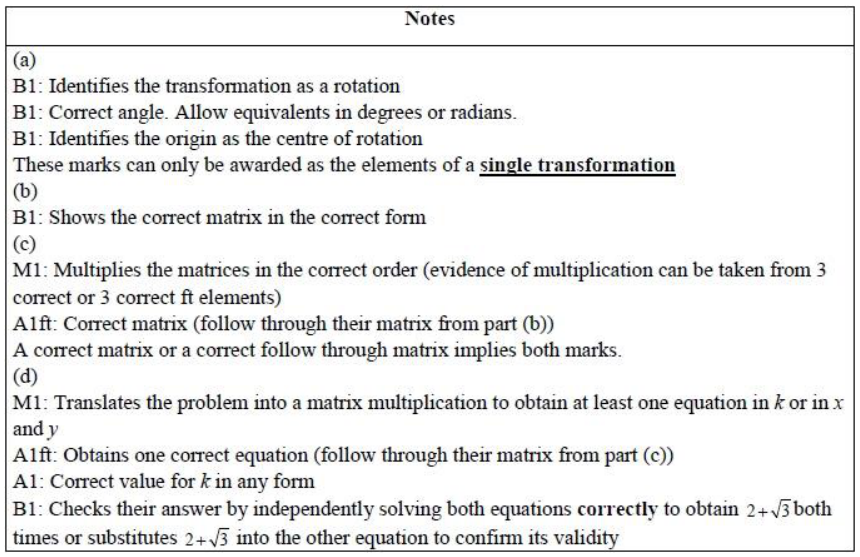 Notes
(a)
B1: Identifies the transformation as a rotation
B1: Correct angle. Allow equivalents in degrees or radians.
B1: Identifies the origin as the centre of rotation
These marks can only be awarded as the elements of a single transformation
(b)
B1: Shows the correct matrix in the correct form
(c)
M1: Multiplies the matrices in the correct order (evidence of multiplication can be taken from 3
correct or 3 correct ft elements)
A1ft: Correct matrix (follow through their matrix from part (b))
A correct matrix or a correct follow through matrix implies both marks.
(d)
M1: Translates the problem into a matrix multiplication to obtain at least one equation in k or in x
and y
A1ft: Obtains one correct equation (follow through their matrix from part (c))
A1: Correct value for k in any form
B1: Checks their answer by independently solving both equations correctly to obtain 2+√3 both
times or substitutes 2+√3 into the other equation to confirm its validity